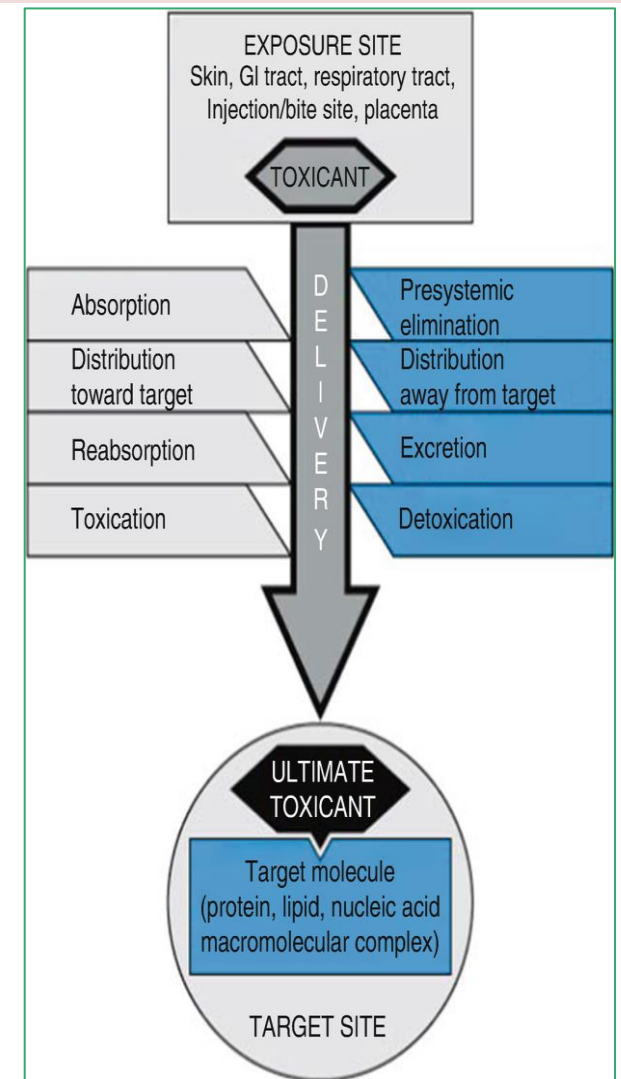 EXPOSURE SITE
Skin, GI tract, respiratory tract,
Injection/bite site, placenta
TOXICANT
DELIVERY
Absorption
Distribution
toward target
Reabsorption
Toxication
Presystemic
elimination
Distribution
away from target
Excretion
Detoxication
ULTIMATE
TOXICANT
Target molecule
(protein, lipid, nucleic acid
macromolecular complex)
TARGET SITE